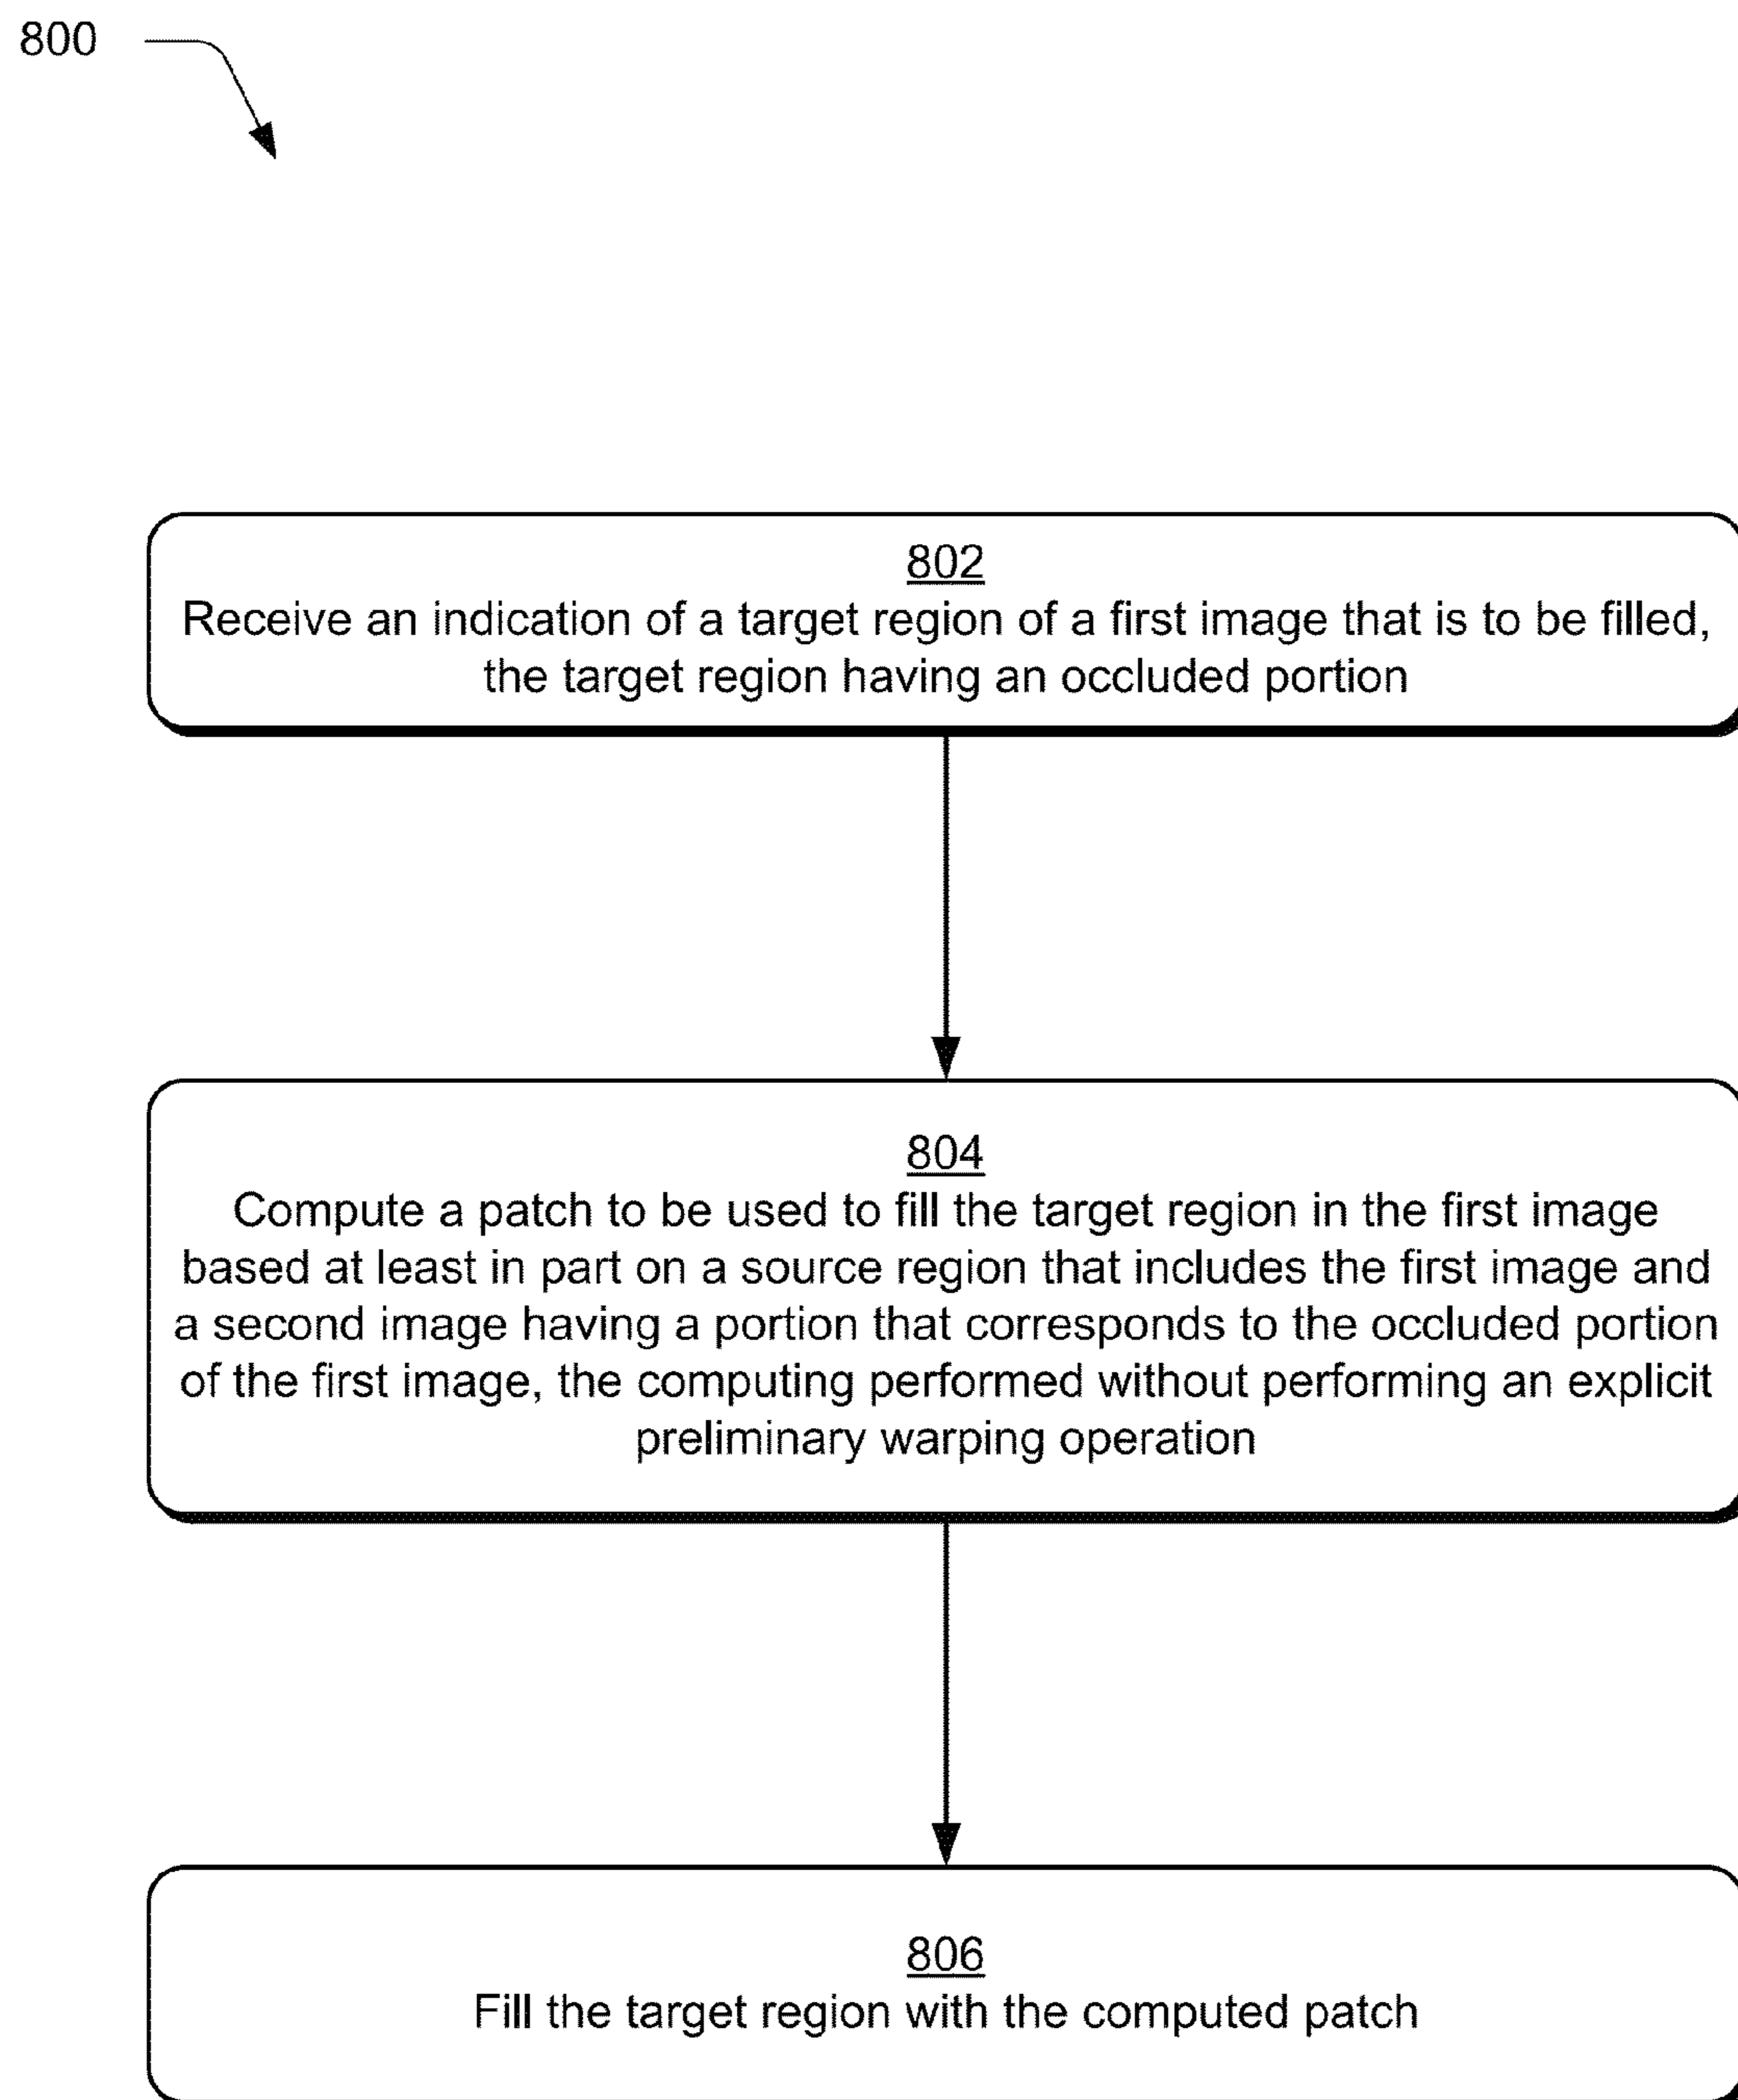 800
802
Receive an indication of a target region of a first image that is to be filled,
the target region having an occluded portion
804
Compute a patch to be used to fill the target region in the first image
based at least in part on a source region that includes the first image and
a second image having a portion that corresponds to the occluded portion
of the first image, the computing performed without performing an explicit
preliminary warping operation
806
Fill the target region with the computed patch